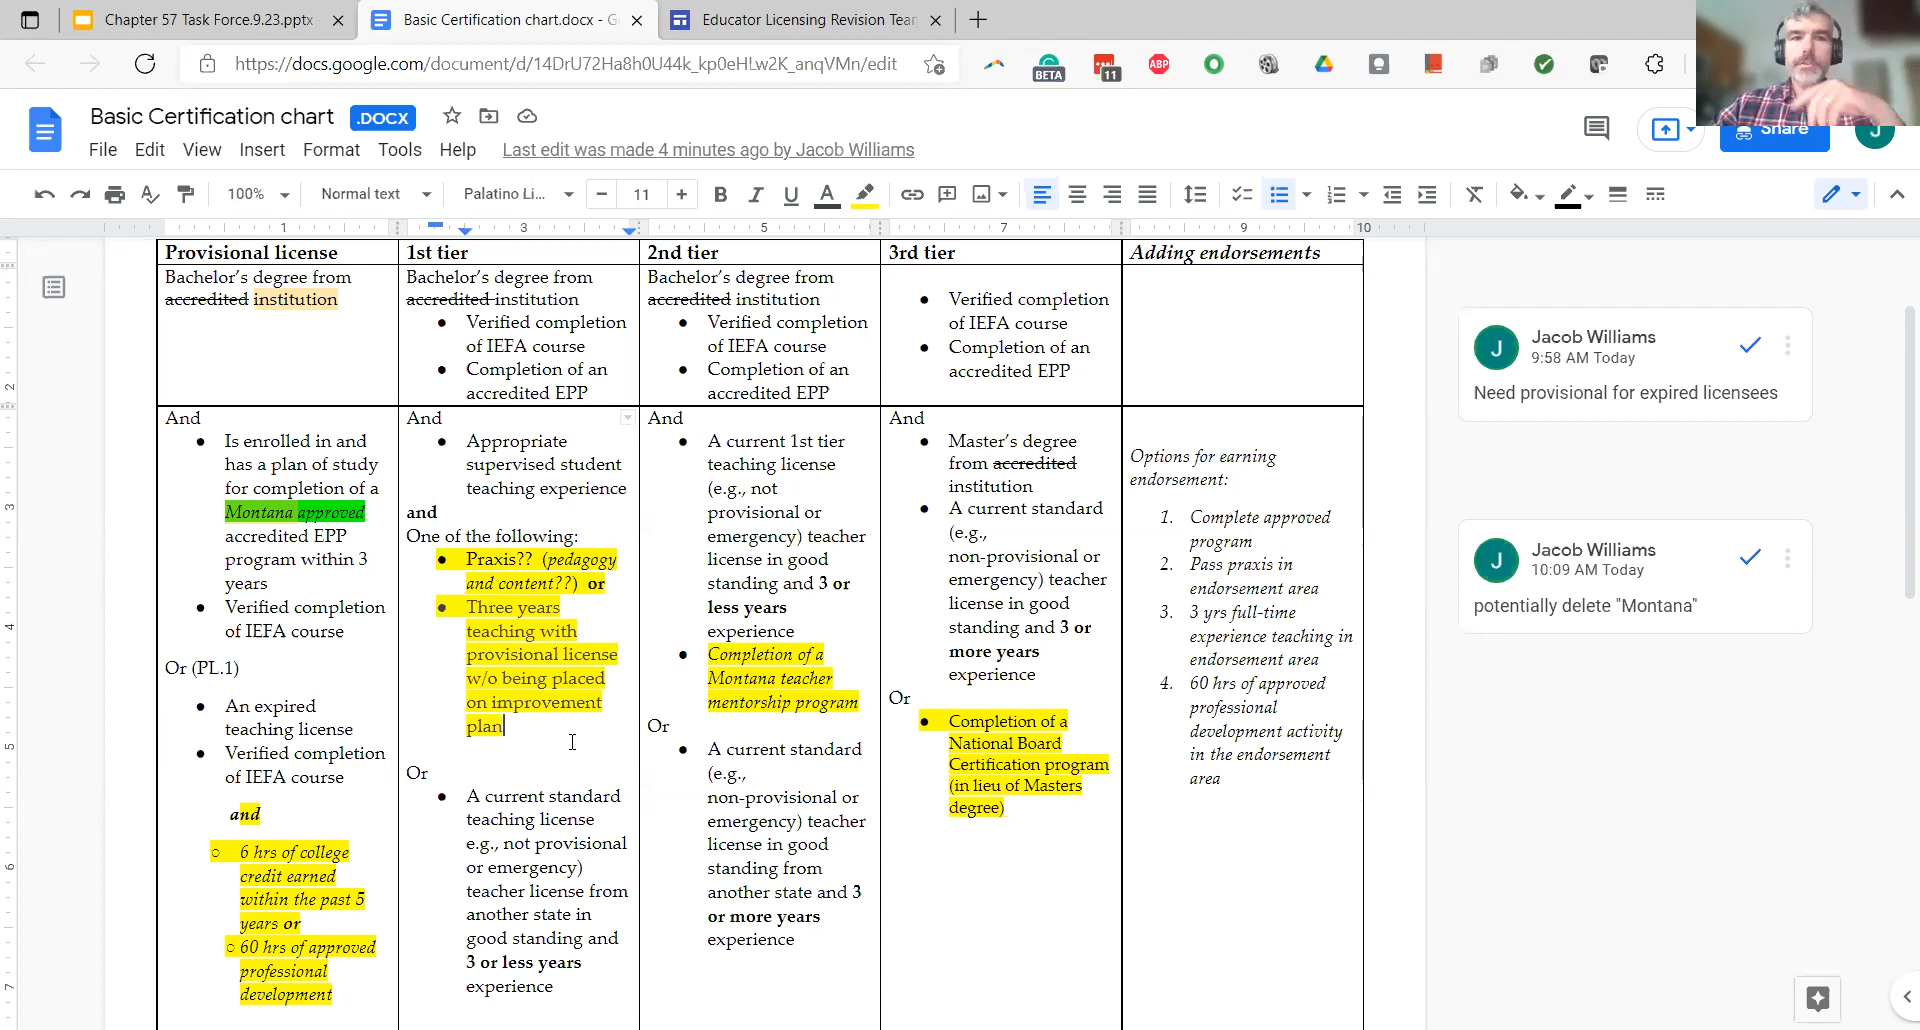 Chapter 57 Task Force.9.23.pptx
Basic Certification chart.docx - G
Educator Licensing Revision Tear
https://docs.google.com/document/d/14DrU72Ha8h0U44k_kp0eHLw2K_anqVMn/edit
BETA
11
ABP
Basic Certification chart
.DOCX
Share
J
File Edit View Insert Format Tools Help Last edit was made 4 minutes ago by Jacob Williams
100% Normal text Palatino Li... 11
B I U A
1 3 5 7 9 10
Provisional license
Bachelor's degree from
accredited institution
And
● Is enrolled in and
has a plan of study
for completion of a
Montana approved
accredited EPP
program within 3
years
● Verified completion
of IEFA course
Or (PL.1)
● An expired
teaching license
● Verified completion
of IEFA course
and
○ 6 hrs of college
credit earned
within the past 5
years or
○ 60 hrs of approved
professional
development
1st tier
Bachelor's degree from
accredited institution
● Verified completion
of IEFA course
● Completion of an
accredited EPP
And
● Appropriate
supervised student
teaching experience
and
One of the following:
● Praxis?? (pedagogy
and content??) or
● Three years
teaching with
provisional license
w/o being placed
on improvement
plan
Or
● A current standard
teaching license
e.g., not provisional
or emergency)
teacher license from
another state in
good standing and
3 or less years
experience
2nd tier
Bachelor's degree from
accredited institution
● Verified completion
of IEFA course
● Completion of an
accredited EPP
And
● A current 1st tier
teaching license
(e.g., not
provisional or
emergency) teacher
license in good
standing and 3 or
less years
experience
● Completion of a
Montana teacher
mentorship program
Or
● A current standard
(e.g.,
non-provisional or
emergency) teacher
license in good
standing from
another state and 3
or more years
experience
3rd tier
● Verified completion
of IEFA course
● Completion of an
accredited EPP
And
● Master's degree
from accredited
institution
● A current standard
(e.g.,
non-provisional or
emergency) teacher
license in good
standing and 3 or
more years
experience
Or
● Completion of a
National Board
Certification program
(in lieu of Masters
degree)
Adding endorsements
Options for earning
endorsement:
1. Complete approved
program
2. Pass praxis in
endorsement area
3. 3 yrs full-time
experience teaching in
endorsement area
4. 60 hrs of approved
professional
development activity
in the endorsement
area
J
Jacob Williams
9:58 AM Today
Need provisional for expired licensees
J
Jacob Williams
10:09 AM Today
potentially delete "Montana"
2
3
4
5
6
7